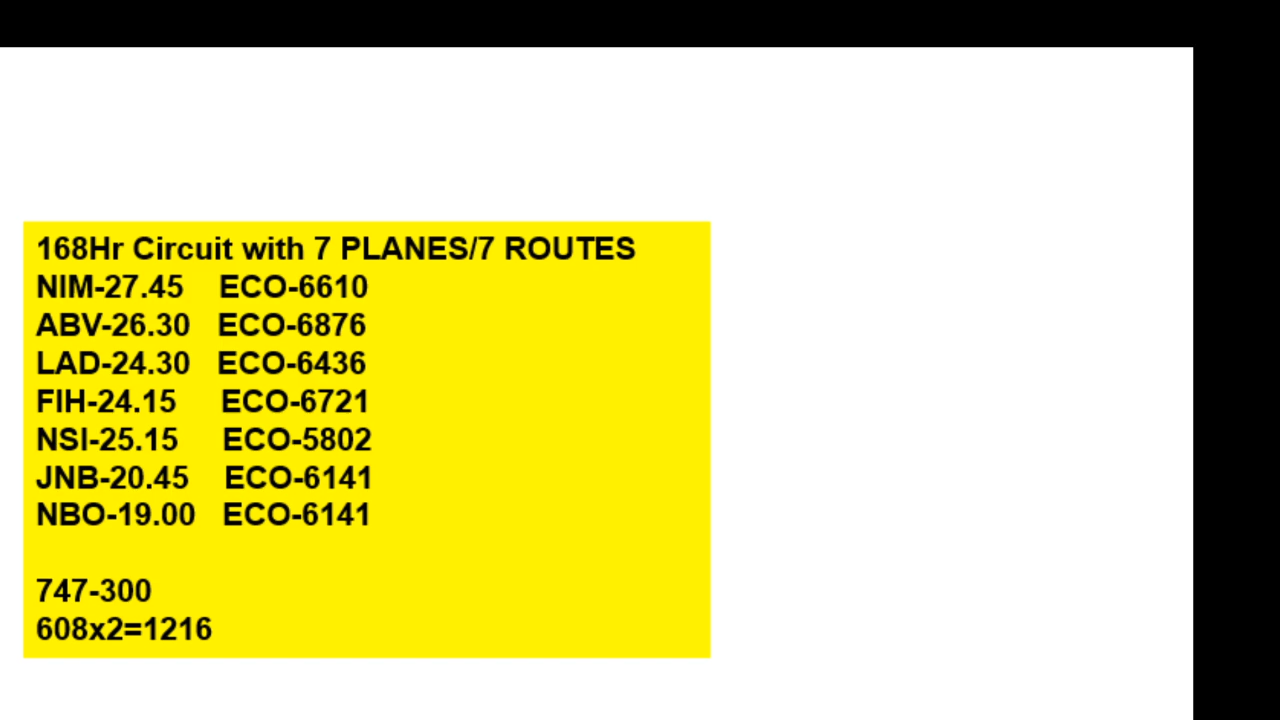 168Hr Circuit with 7 PLANES/7 ROUTES
NIM-27.45 ECO-6610
ABV-26.30 ECO-6876
LAD-24.30 ECO-6436
FIH-24.15 ECO-6721
NSI-25.15 ECO-5802
JNB-20.45 ECO-6141
NBO-19.00 ECO-6141
747-300
608x2=1216